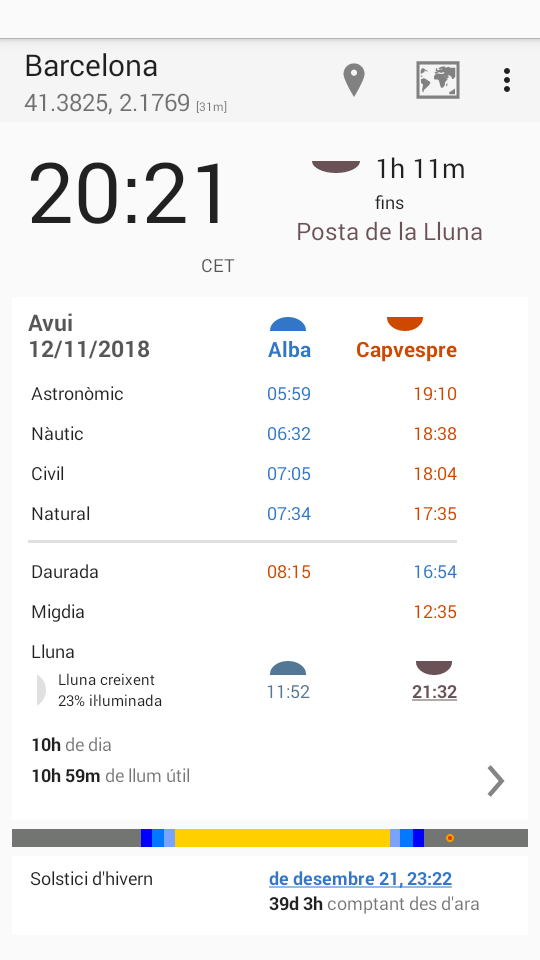 Barcelona
41.3825, 2.1769 [31m]
20:21
CET
1h 11m
fins
Posta de la Lluna
Avui
12/11/2018
Alba Capvespre
Astronòmic 05:59 19:10
Nàutic 06:32 18:38
Civil 07:05 18:04
Natural 07:34 17:35
Daurada 08:15 16:54
Migdia 12:35
Lluna
Lluna creixent
23% il·luminada
11:52 21:32
10h de dia
10h 59m de llum útil
Solstici d'hivern de desembre 21, 23:22
39d 3h comptant des d'ara